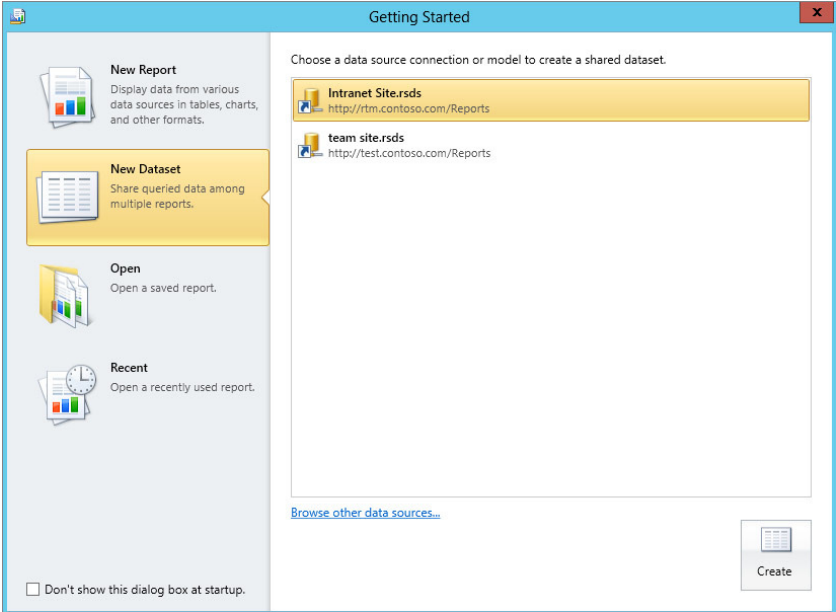 Getting Started
x
New Report
Display data from various
data sources in tables, charts,
and other formats.
New Dataset
Share queried data among
multiple reports.
Open
Open a saved report.
Recent
Open a recently used report.
Don't show this dialog box at startup.
Choose a data source connection or model to create a shared dataset.
Intranet Site.rsds
http://rtm.contoso.com/Reports
team site.rsds
http://test.contoso.com/Reports
Browse other data sources...
Create